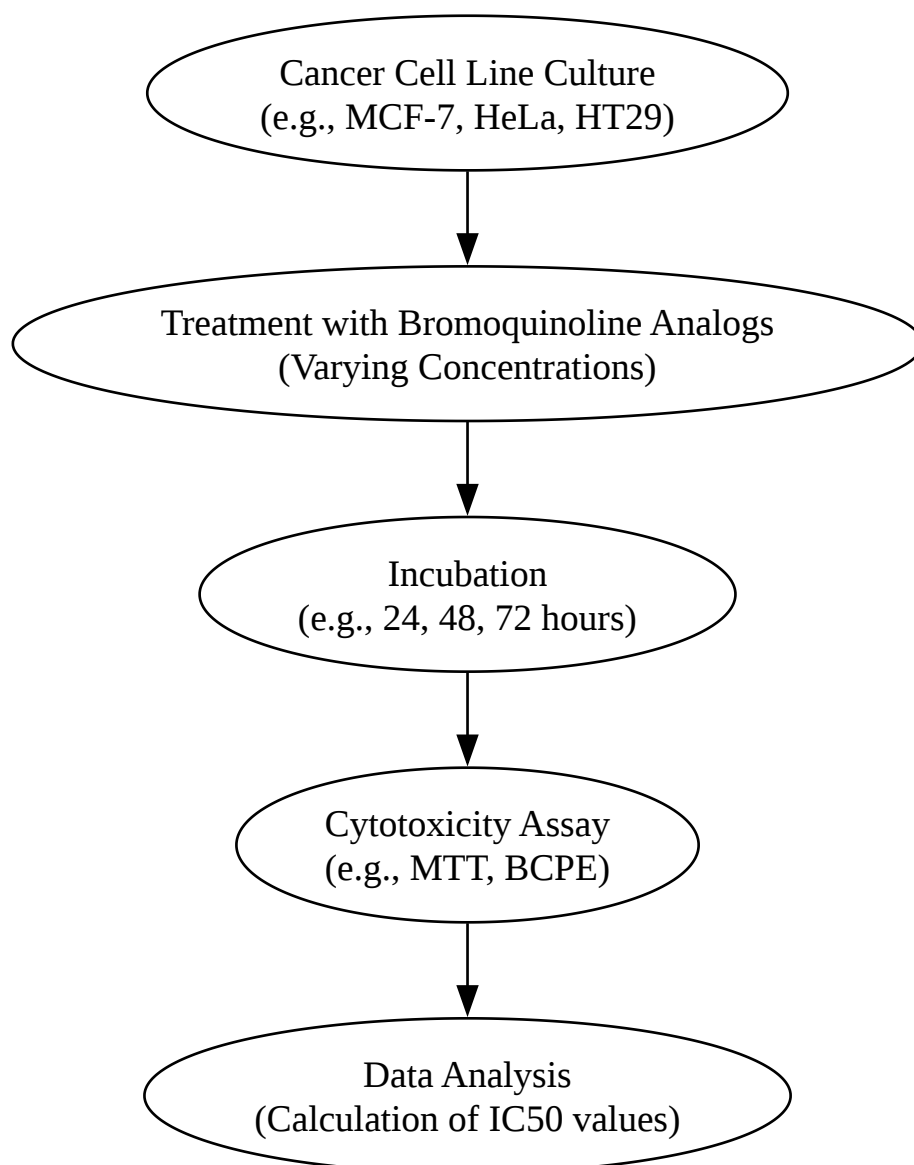 Cancer Cell Line Culture
(e.g., MCF-7, HeLa, HT29)
Treatment with Bromoquinoline Analogs
(Varying Concentrations)
Incubation
(e.g., 24, 48, 72 hours)
Cytotoxicity Assay
(e.g., MTT, BCPE)
Data Analysis
(Calculation of IC50 values)